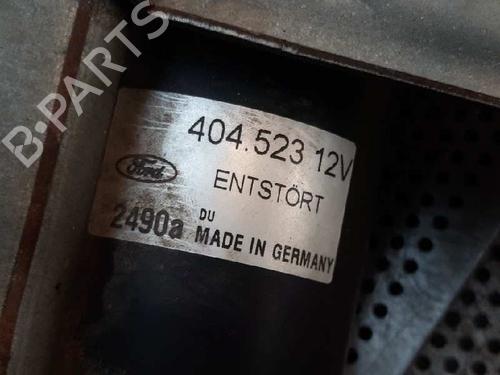 B-PARTS
404.523 12V
Ford
ENTSTÖRT
2490a DU MADE IN GERMANY